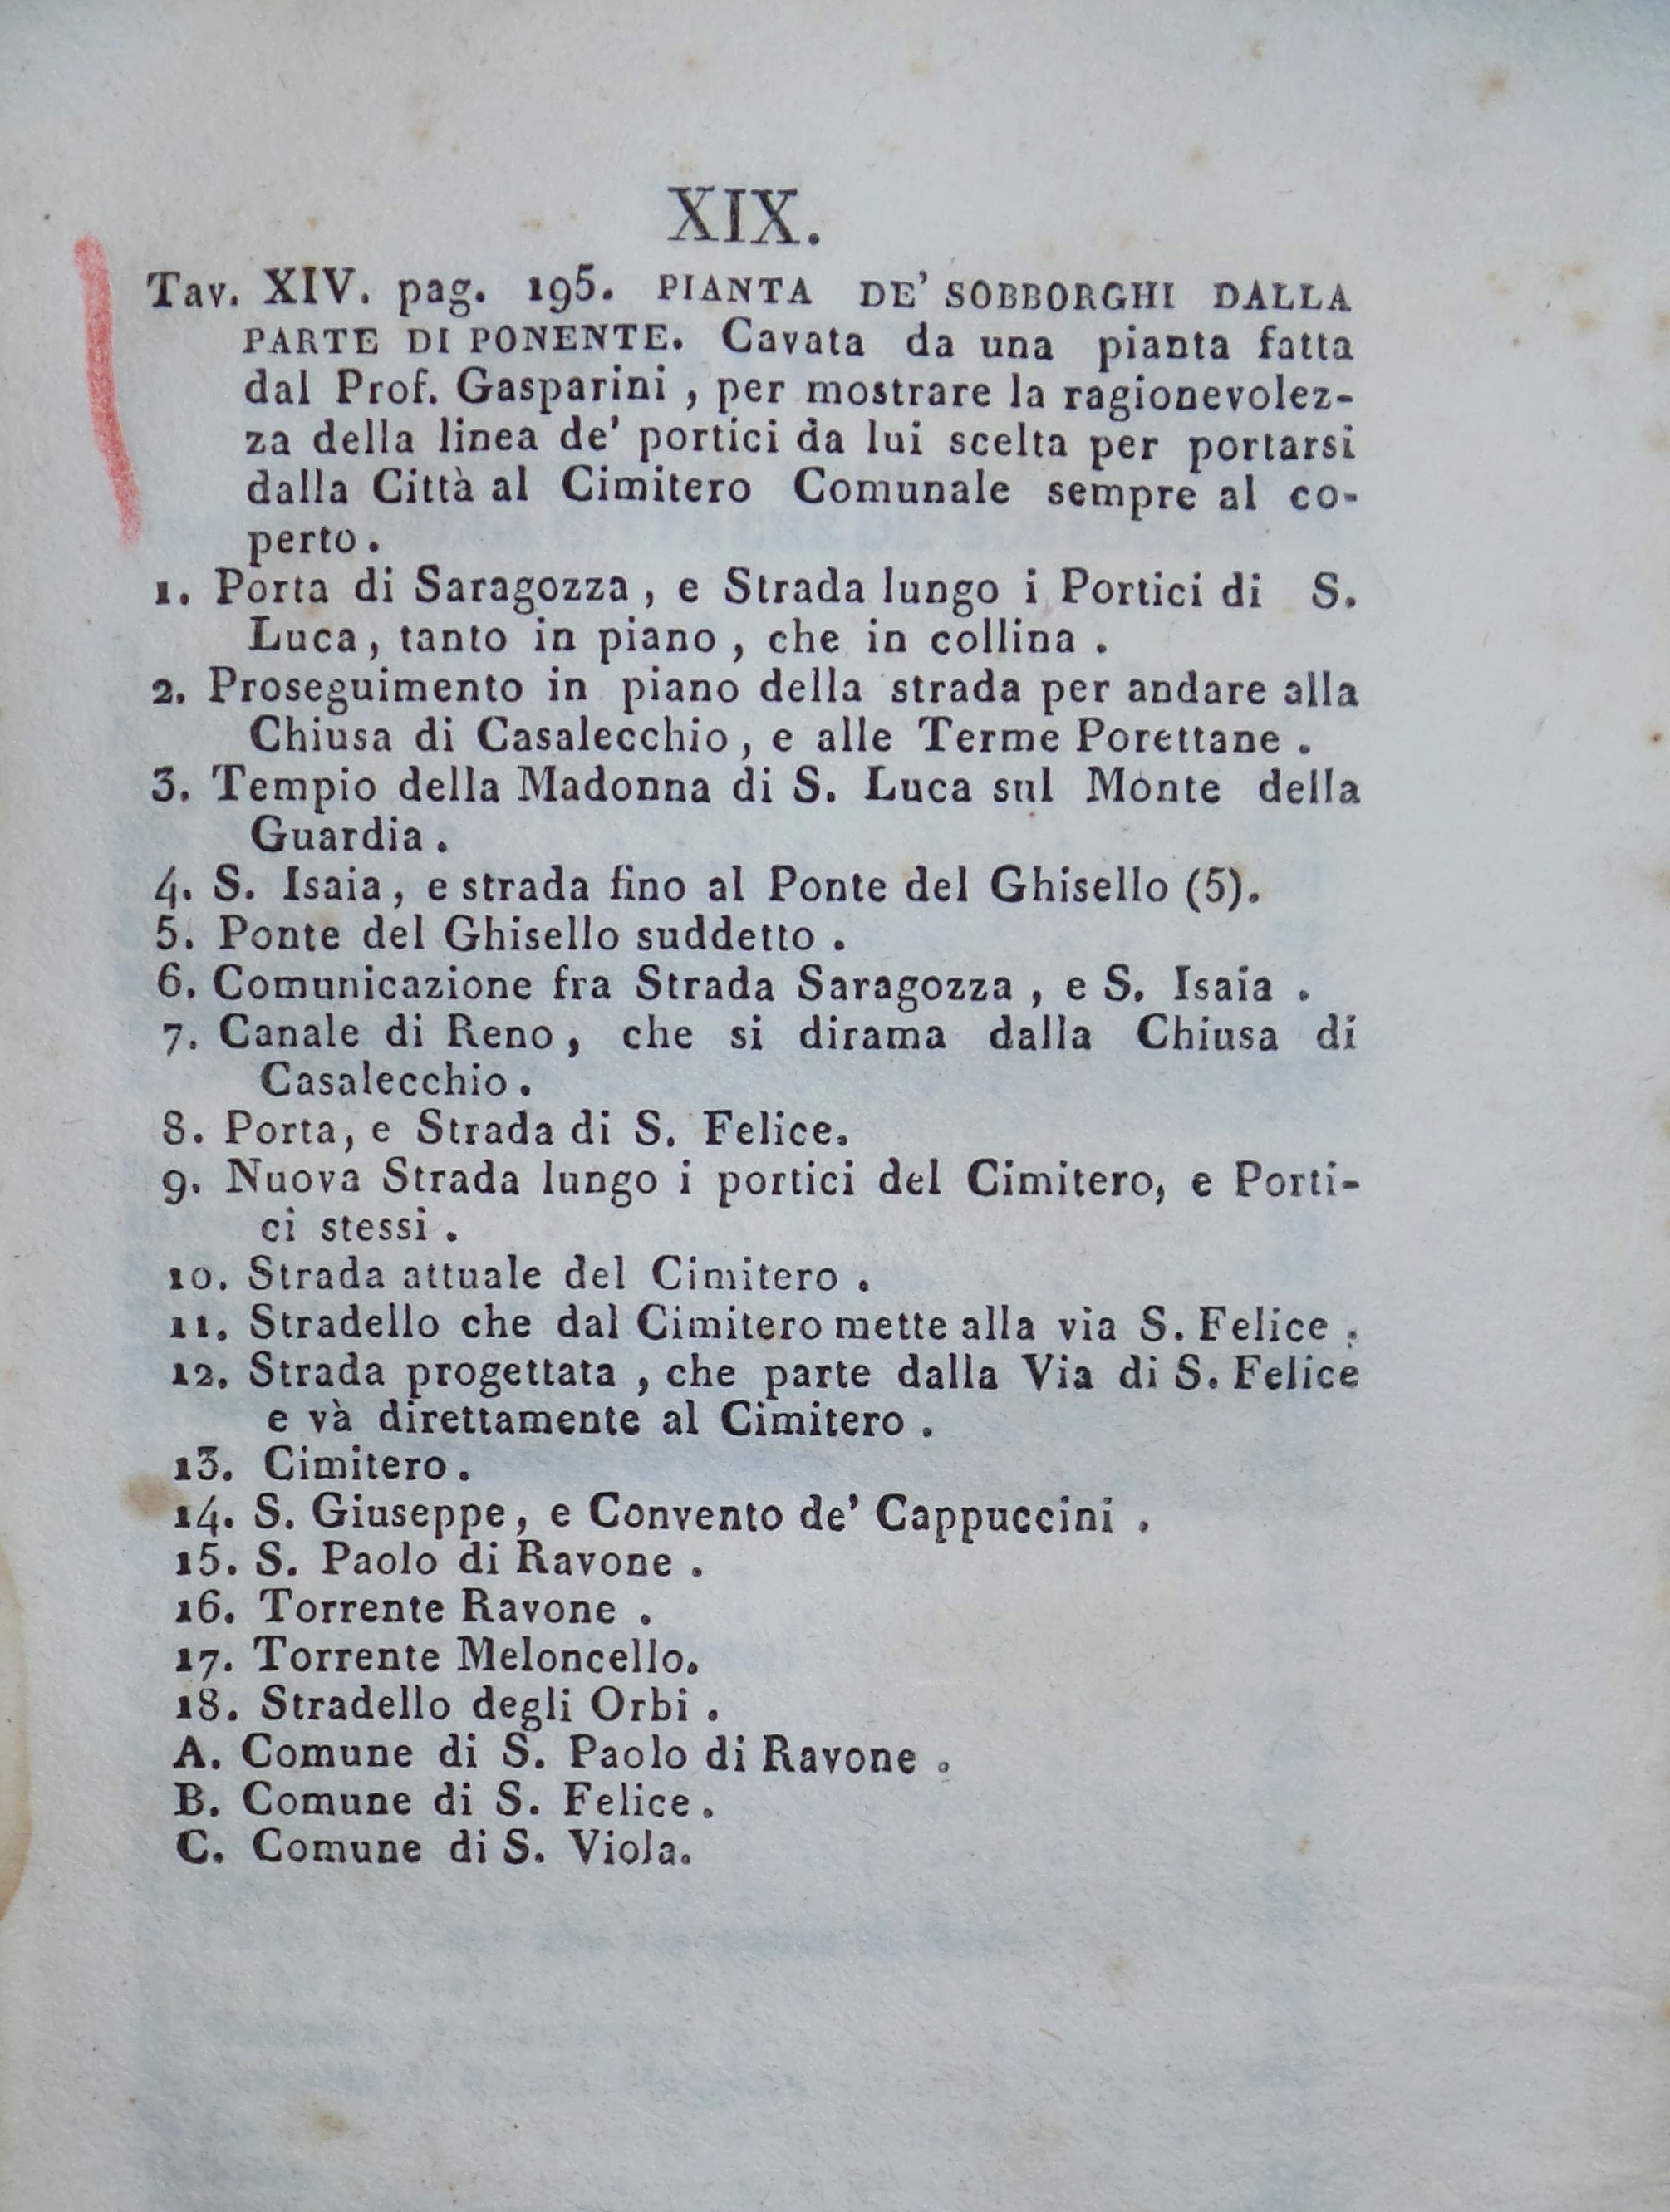 XIX.
Tav. XIV. pag. 195. PIANTA DE' SOBBORGHI DALLA
PARTE DI PONENTE. Cavata da una pianta fatta
dal Prof. Gasparini , per mostrare la ragionevolez-
za della linea de' portici da lui scelta per portarsi
dalla Città al Cimitero Comunale sempre al co-
perto .
1. Porta di Saragozza , e Strada lungo i Portici di S.
Luca , tanto in piano , che in collina .
2. Proseguimento in piano della strada per andare alla
Chiusa di Casalecchio , e alle Terme Porettane .
3. Tempio della Madonna di S. Luca sul Monte della
Guardia .
4. S. Isaia , e strada fino al Ponte del Ghisello (5).
5. Ponte del Ghisello suddetto .
6. Comunicazione fra Strada Saragozza , e S. Isaia .
7. Canale di Reno , che si dirama dalla Chiusa di
Casalecchio .
8. Porta, e Strada di S. Felice.
9. Nuova Strada lungo i portici del Cimitero, e Porti-
ci stessi .
10. Strada attuale del Cimitero .
11. Stradello che dal Cimitero mette alla via S. Felice .
12. Strada progettata , che parte dalla Via di S. Felice
e và direttamente al Cimitero .
13. Cimitero .
14. S. Giuseppe , e Convento de' Cappuccini .
15. S. Paolo di Ravone .
16. Torrente Ravone .
17. Torrente Meloncello.
18. Stradello degli Orbi .
A. Comune di S. Paolo di Ravone .
B. Comune di S. Felice .
C. Comune di S. Viola.